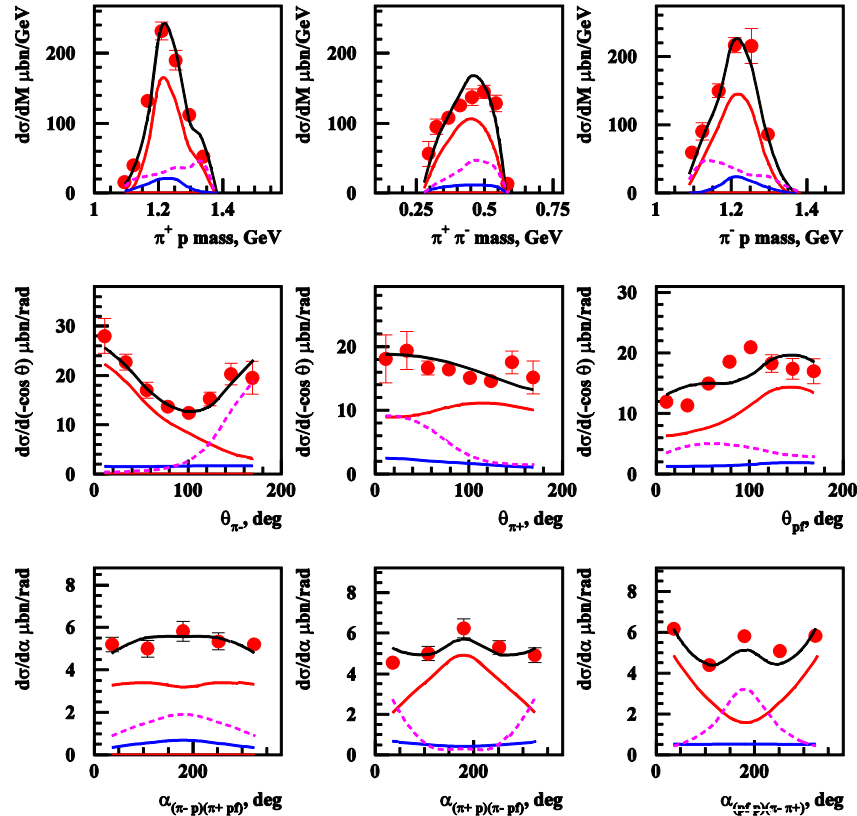 dσ/dM μbn/GeV
200
100
0
1 1.2 1.4
π+ p mass, GeV
dσ/dM μbn/GeV
200
100
0
0.25 0.5 0.75
π+ π- mass, GeV
dσ/dM μbn/GeV
200
100
0
1 1.2 1.4
π- p mass, GeV
dσ/d(-cos θ) μbn/rad
30
20
10
0
0 100 200
θπ-, deg
dσ/d(-cos θ) μbn/rad
20
10
0
0 100 200
θπ+, deg
dσ/d(-cos θ) μbn/rad
30
20
10
0
0 100 200
θpf, deg
dσ/dα μbn/rad
8
6
4
2
0
0 200
α(π- p)(π+ pf), deg
dσ/dα μbn/rad
8
6
4
2
0
0 200
α(π+ p)(π- pf), deg
dσ/dα μbn/rad
8
6
4
2
0
0 200
α(pf p)(π- π+), deg